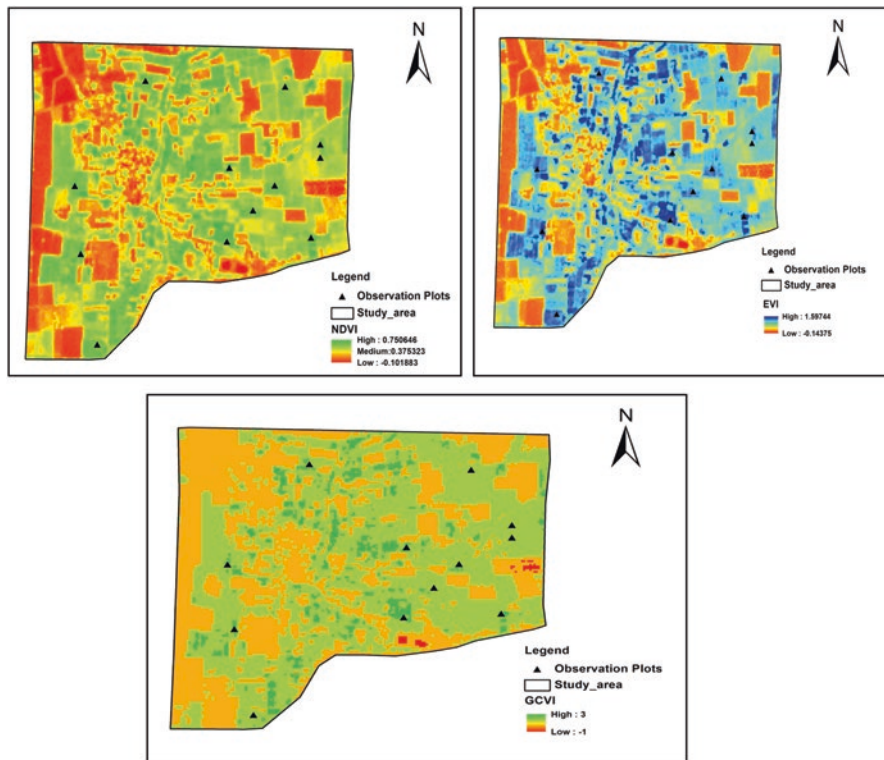 N
Legend
Observation Plots
Study_area
NDVI
High : 0.750646
Medium:0.375323
Low : -0.101883
N
Legend
Observation Plots
Study_area
EVI
High : 1.59744
Low : -0.14375
N
Legend
Observation Plots
Study_area
GCVI
High : 3
Low : -1